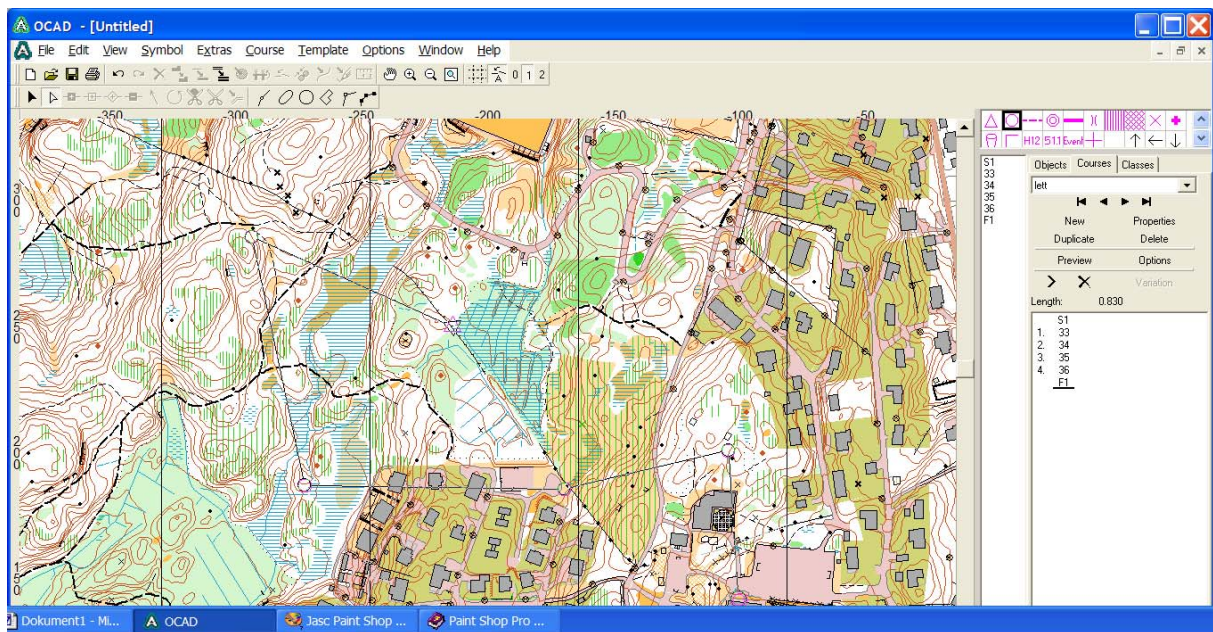 OCAD - [Untitled]
File Edit View Symbol Extras Course Template Options Window Help
0 1 2
-350 -300 -250 -200 -150 -100 -50
H12 51.1 Event
S1
33
34
35
36
F1
Objects Courses Classes
lett
New Properties
Duplicate Delete
Preview Options
Variation
Length: 0.830
S1
1. 33
2. 34
3. 35
4. 36
F1
300
250
200
150
Dokument1 - Mi... OCAD Jasc Paint Shop ... Paint Shop Pro ...